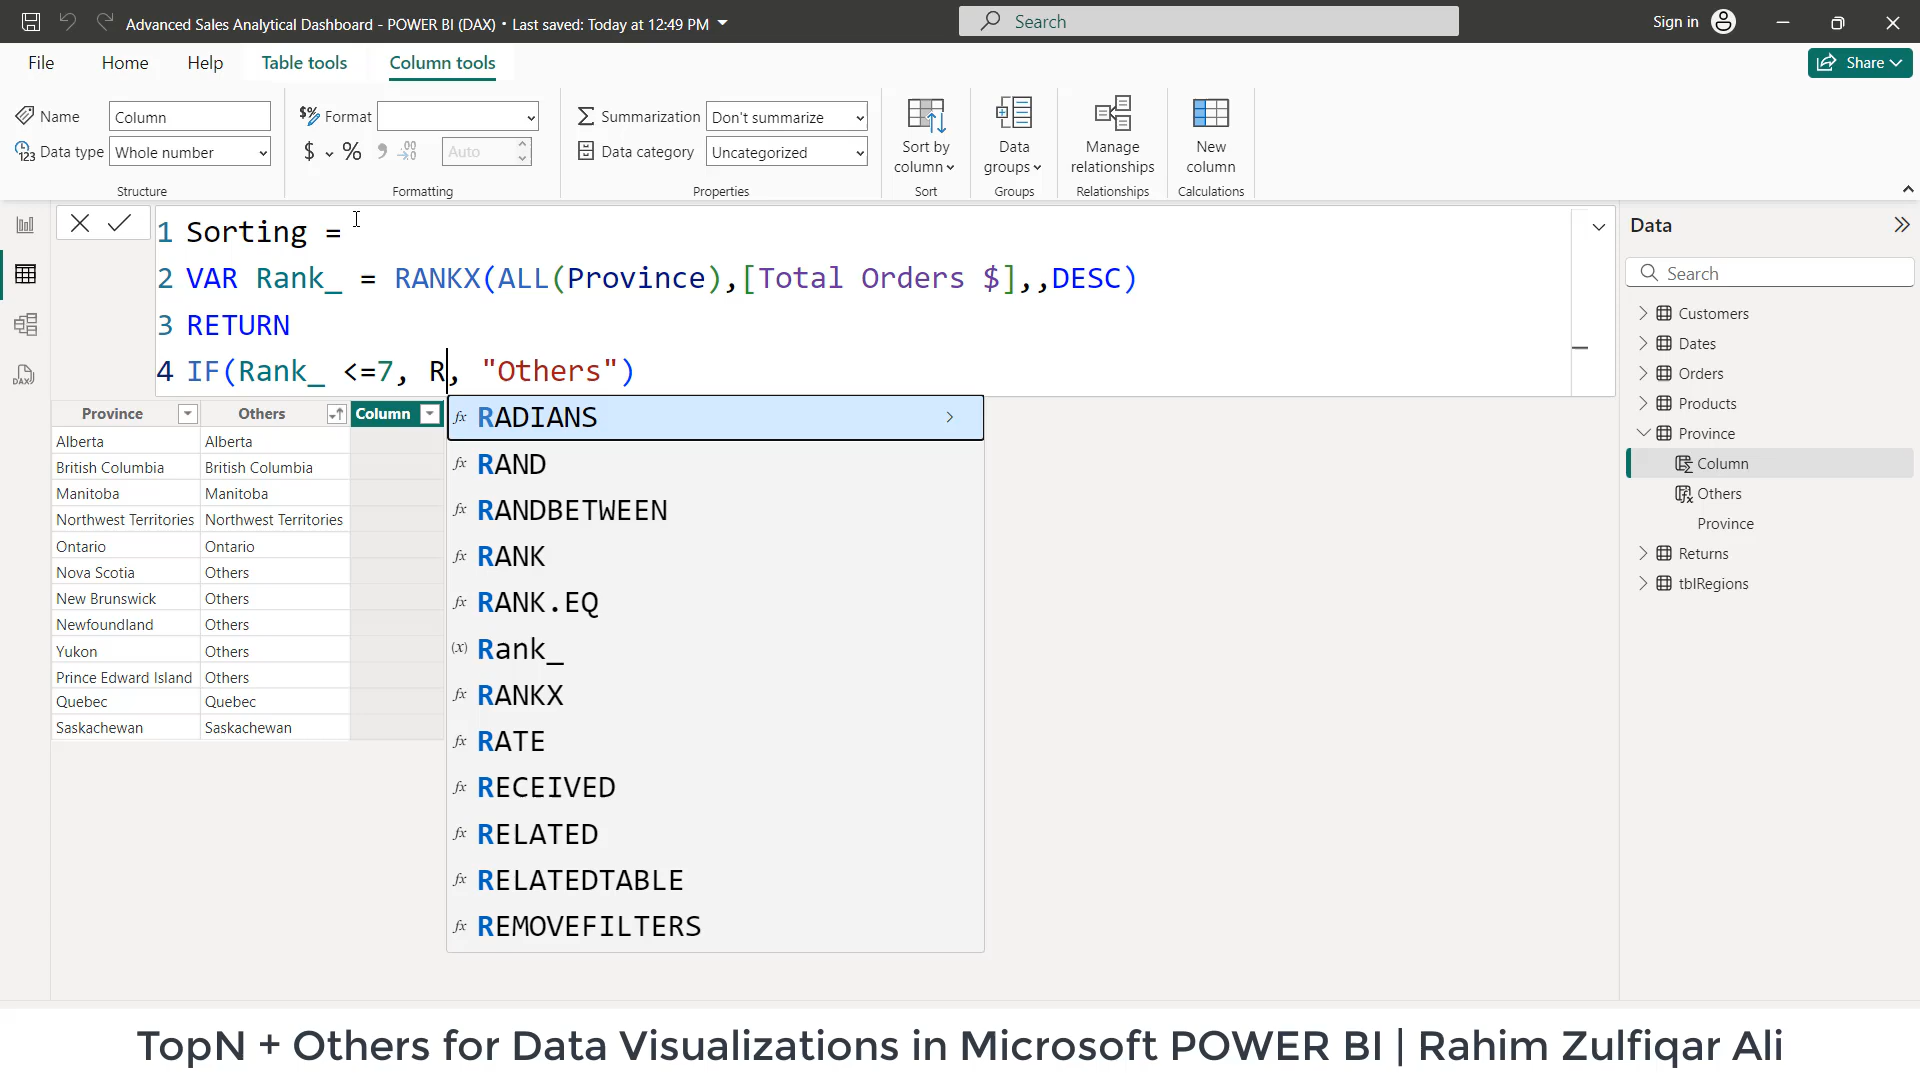 Advanced Sales Analytical Dashboard - POWER BI (DAX) • Last saved: Today at 12:49 PM
Search
Sign in
File Home Help Table tools Column tools
Share
Name Column
Data type Whole number
Structure
Format
$ % Auto
Formatting
Summarization Don't summarize
Data category Uncategorized
Properties
Sort by column
Sort
Data groups
Groups
Manage relationships
Relationships
New column
Calculations
1 Sorting =
2 VAR Rank_ = RANKX(ALL(Province),[Total Orders $],,DESC)
3 RETURN
4 IF(Rank_ <=7, R, "Others")
RADIANS
RAND
RANDBETWEEN
RANK
RANK.EQ
Rank_
RANKX
RATE
RECEIVED
RELATED
RELATEDTABLE
REMOVEFILTERS
Province Others Column
Alberta Alberta
British Columbia British Columbia
Manitoba Manitoba
Northwest Territories Northwest Territories
Ontario Ontario
Nova Scotia Others
New Brunswick Others
Newfoundland Others
Yukon Others
Prince Edward Island Others
Quebec Quebec
Saskachewan Saskachewan
Data
Search
Customers
Dates
Orders
Products
Province
Column
Others
Province
Returns
tblRegions
TopN + Others for Data Visualizations in Microsoft POWER BI | Rahim Zulfiqar Ali